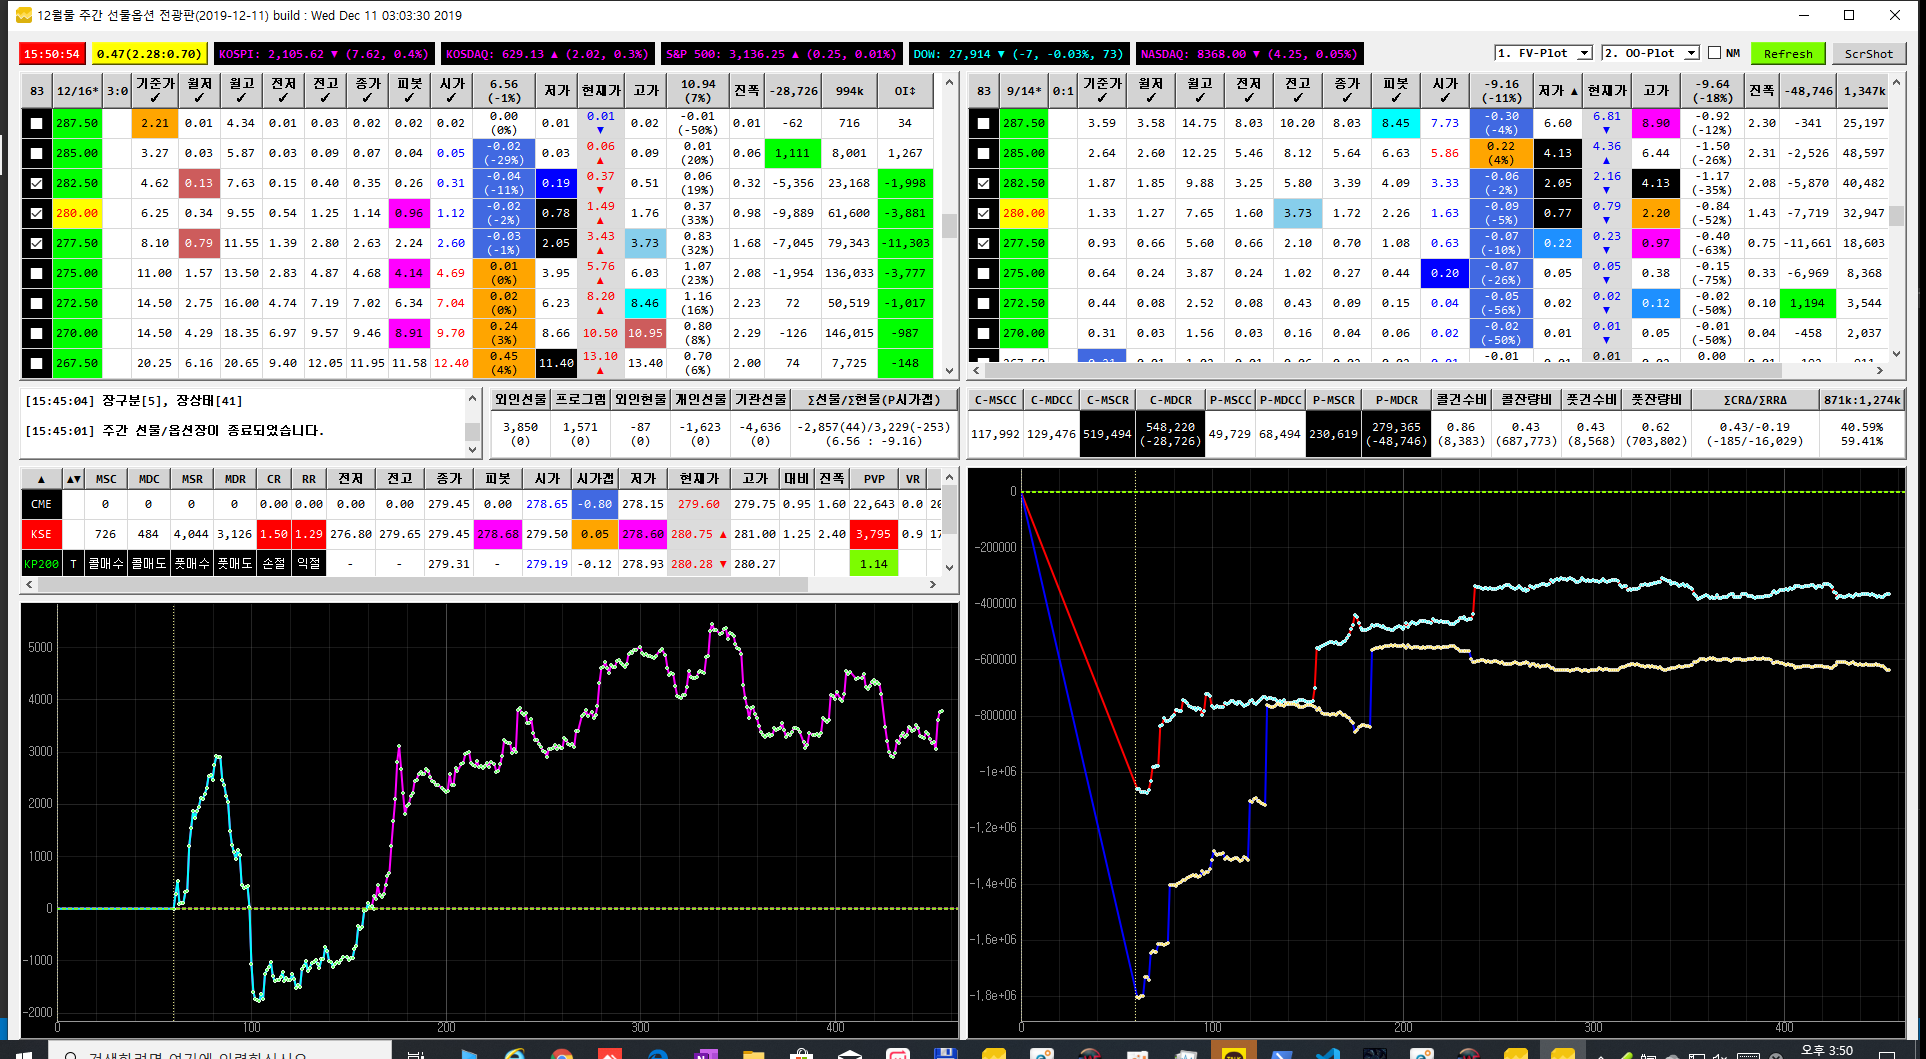 12월물 주간 선물옵션 전광판(2019-12-11) build : Wed Dec 11 03:03:30 2019
15:50:54 0.47(2.28:0.70) KOSPI: 2,105.62 ▼ (7.62, 0.4%) KOSDAQ: 629.13 ▲ (2.02, 0.3%) S&P 500: 3,136.25 ▲ (0.25, 0.01%) DOW: 27,914 ▼ (-7, -0.03%, 73) NASDAQ: 8368.00 ▼ (4.25, 0.05%) 1. FV-Plot 2. OO-Plot NM Refresh ScrShot
83 12/16* 3:0 기준가 ✓ 월저 ✓ 월고 ✓ 전저 ✓ 전고 ✓ 종가 ✓ 피봇 ✓ 시가 ✓ 6.56 (-1%) 저가 현재가 고가 10.94 (7%) 진폭 -28,726 994k OI↕
287.50 2.21 0.01 4.34 0.01 0.03 0.02 0.02 0.02 0.00 (0%) 0.01 0.01 ▼ 0.02 -0.01 (-50%) 0.01 -62 716 34
285.00 3.27 0.03 5.87 0.03 0.09 0.07 0.04 0.05 -0.02 (-29%) 0.03 0.06 ▲ 0.09 0.01 (20%) 0.06 1,111 8,001 1,267
282.50 4.62 0.13 7.63 0.15 0.40 0.35 0.26 0.31 -0.04 (-11%) 0.19 0.37 ▼ 0.51 0.06 (19%) 0.32 -5,356 23,168 -1,998
280.00 6.25 0.34 9.55 0.54 1.25 1.14 0.96 1.12 -0.02 (-2%) 0.78 1.49 ▲ 1.76 0.37 (33%) 0.98 -9,889 61,600 -3,881
277.50 8.10 0.79 11.55 1.39 2.80 2.63 2.24 2.60 -0.03 (-1%) 2.05 3.43 ▲ 3.73 0.83 (32%) 1.68 -7,045 79,343 -11,303
275.00 11.00 1.57 13.50 2.83 4.87 4.68 4.14 4.69 0.01 (0%) 3.95 5.76 ▲ 6.03 1.07 (23%) 2.08 -1,954 136,033 -3,777
272.50 14.50 2.75 16.00 4.74 7.19 7.02 6.34 7.04 0.02 (0%) 6.23 8.20 ▲ 8.46 1.16 (16%) 2.23 72 50,519 -1,017
270.00 14.50 4.29 18.35 6.97 9.57 9.46 8.91 9.70 0.24 (3%) 8.66 10.50 10.95 0.80 (8%) 2.29 -126 146,015 -987
267.50 20.25 6.16 20.65 9.40 12.05 11.95 11.58 12.40 0.45 (4%) 11.40 13.10 ▲ 13.40 0.70 (6%) 2.00 74 7,725 -148
83 9/14* 0:1 기준가 ✓ 월저 ✓ 월고 ✓ 전저 ✓ 전고 ✓ 종가 ✓ 피봇 ✓ 시가 ✓ -9.16 (-11%) 저가 ▲ 현재가 고가 -9.64 (-18%) 진폭 -48,746 1,347k
287.50 3.59 3.58 14.75 8.03 10.20 8.03 8.45 7.73 -0.30 (-4%) 6.60 6.81 ▼ 8.90 -0.92 (-12%) 2.30 -341 25,197
285.00 2.64 2.60 12.25 5.46 8.12 5.64 6.63 5.86 0.22 (4%) 4.13 4.36 ▲ 6.44 -1.50 (-26%) 2.31 -2,526 48,597
282.50 1.87 1.85 9.88 3.25 5.80 3.39 4.09 3.33 -0.06 (-2%) 2.05 2.16 ▼ 4.13 -1.17 (-35%) 2.08 -5,870 40,482
280.00 1.33 1.27 7.65 1.60 3.73 1.72 2.26 1.63 -0.09 (-5%) 0.77 0.79 ▼ 2.20 -0.84 (-52%) 1.43 -7,719 32,947
277.50 0.93 0.66 5.60 0.66 2.10 0.70 1.08 0.63 -0.07 (-10%) 0.22 0.23 ▼ 0.97 -0.40 (-63%) 0.75 -11,661 18,603
275.00 0.64 0.24 3.87 0.24 1.02 0.27 0.44 0.20 -0.07 (-26%) 0.05 0.05 ▼ 0.38 -0.15 (-75%) 0.33 -6,969 8,368
272.50 0.44 0.08 2.52 0.08 0.43 0.09 0.15 0.04 -0.05 (-56%) 0.02 0.02 ▼ 0.12 -0.02 (-50%) 0.10 1,194 3,544
270.00 0.31 0.03 1.56 0.03 0.16 0.04 0.06 0.02 -0.02 (-50%) 0.01 0.01 ▼ 0.05 -0.01 (-50%) 0.04 -458 2,037
-0.01 0.01 0.00
[15:45:04] 장구분[5], 장상태[41]
[15:45:01] 주간 선물/옵션장이 종료되었습니다.
외인선물 프로그램 외인현물 개인선물 기관선물 Σ선물/Σ현물(P시가갭)
3,850 (0) 1,571 (0) -87 (0) -1,623 (0) -4,636 (0) -2,857(44)/3,229(-253) (6.56 : -9.16)
C-MSCC C-MDCC C-MSCR C-MDCR P-MSCC P-MDCC P-MSCR P-MDCR 콜건수비 콜잔량비 풋건수비 풋잔량비 ΣCRΔ/ΣRRΔ 871k:1,274k
117,992 129,476 519,494 548,220 (-28,726) 49,729 68,494 230,619 279,365 (-48,746) 0.86 (8,383) 0.43 (687,773) 0.43 (8,568) 0.62 (703,802) 0.43/-0.19 (-185/-16,029) 40.59% 59.41%
▲ ▲▼ MSC MDC MSR MDR CR RR 전저 전고 종가 피봇 시가 시가갭 저가 현재가 고가 대비 진폭 PVP VR
CME 0 0 0 0 0.00 0.00 0.00 0.00 279.45 0.00 278.65 -0.80 278.15 279.60 279.75 0.95 1.60 22,643 0.0
KSE 726 484 4,044 3,126 1.50 1.29 276.80 279.65 279.45 278.68 279.50 0.05 278.60 280.75 ▲ 281.00 1.25 2.40 3,795 0.9 17
KP200 T 콜매수 콜매도 풋매수 풋매도 손절 익절 - - 279.31 - 279.19 -0.12 278.93 280.28 ▼ 280.27 1.14
5000
4000
3000
2000
1000
0
-1000
-2000
0 100 200 300 400
0
-200000
-400000
-600000
-800000
-1e+06
-1,2e+06
-1,4e+06
-1,6e+06
-1,8e+06
0 100 200 300 400
오후 3:50